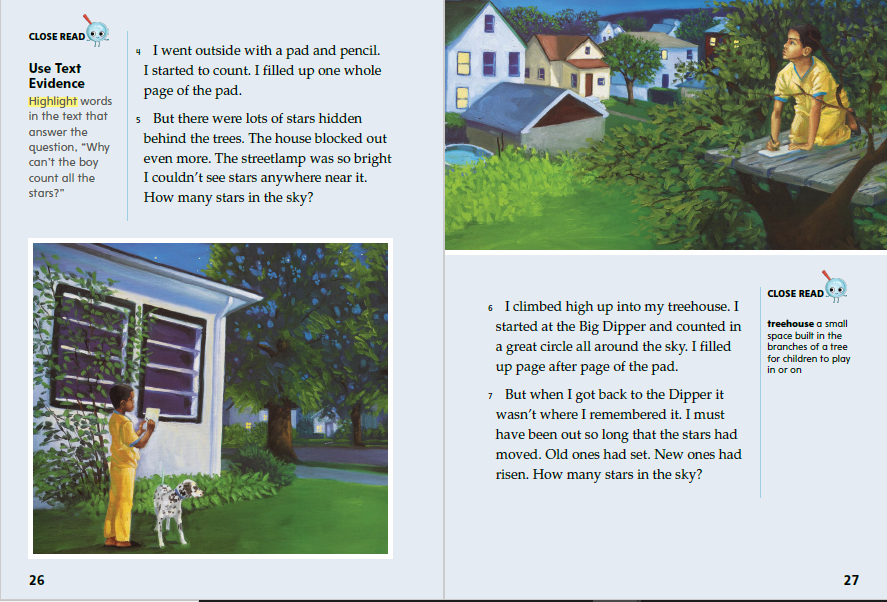 CLOSE READ
Use Text
Evidence
Highlight words
in the text that
answer the
question, “Why
can’t the boy
count all the
stars?”
4 I went outside with a pad and pencil.
I started to count. I filled up one whole
page of the pad.
5 But there were lots of stars hidden
behind the trees. The house blocked out
even more. The streetlamp was so bright
I couldn’t see stars anywhere near it.
How many stars in the sky?
26
6 I climbed high up into my treehouse. I
started at the Big Dipper and counted in
a great circle all around the sky. I filled
up page after page of the pad.
7 But when I got back to the Dipper it
wasn’t where I remembered it. I must
have been out so long that the stars had
moved. Old ones had set. New ones had
risen. How many stars in the sky?
CLOSE READ
treehouse a small
space built in the
branches of a tree
for children to play
in or on
27